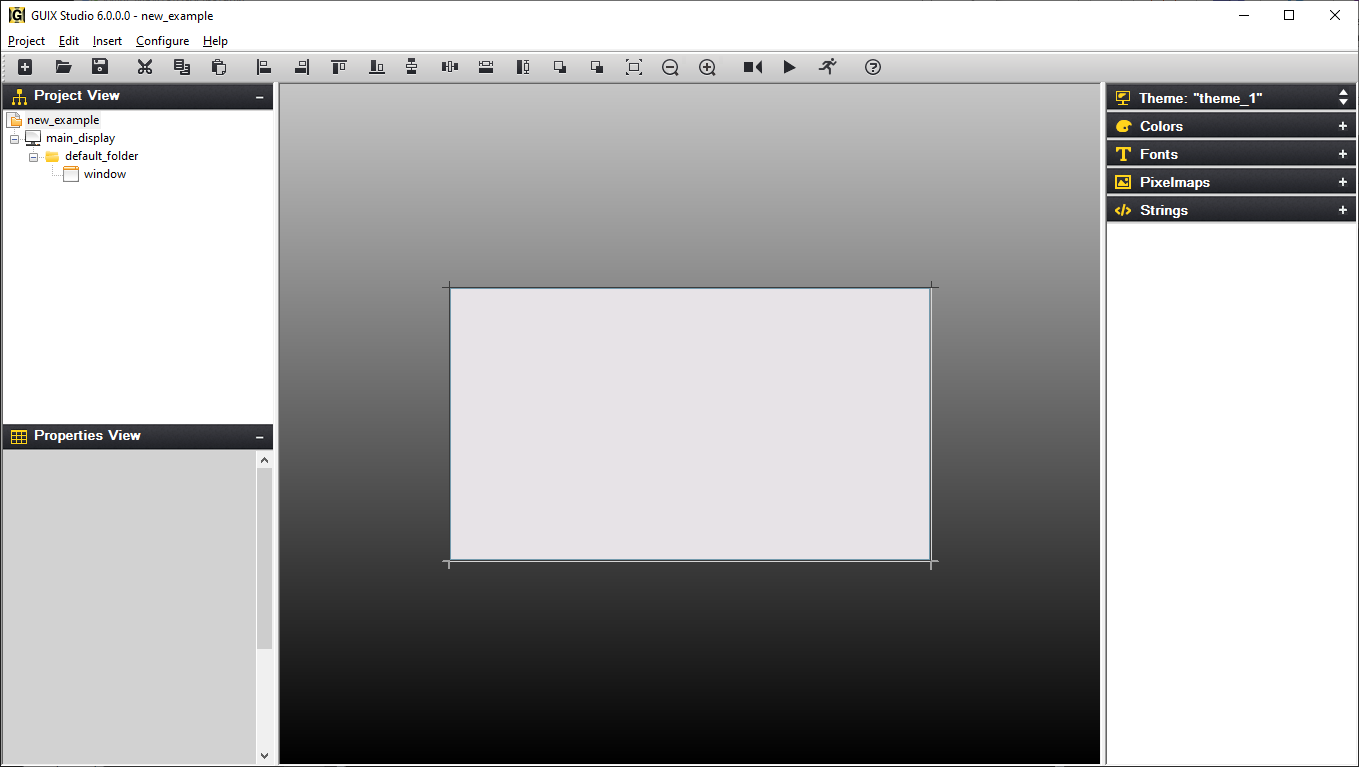 GUIX Studio 6.0.0.0 - new_example
Project Edit Insert Configure Help
Project View
new_example
main_display
default_folder
window
Properties View
Theme: "theme_1"
Colors
Fonts
Pixelmaps
Strings